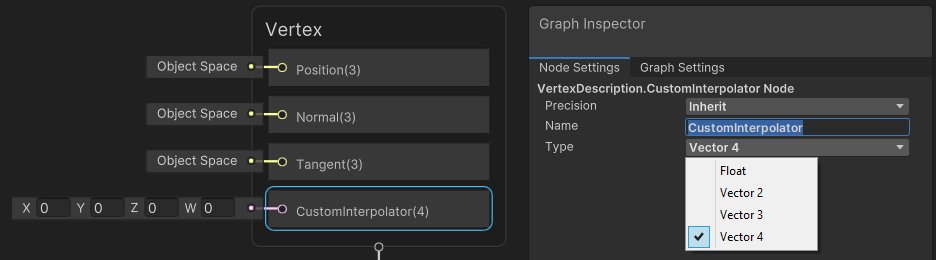 Vertex
Object Space
Position(3)
Object Space
Normal(3)
Object Space
Tangent(3)
X 0 Y 0 Z 0 W 0
CustomInterpolator(4)
Graph Inspector
Node Settings Graph Settings
VertexDescription.CustomInterpolator Node
Precision Inherit
Name CustomInterpolator
Type Vector 4
Float
Vector 2
Vector 3
Vector 4